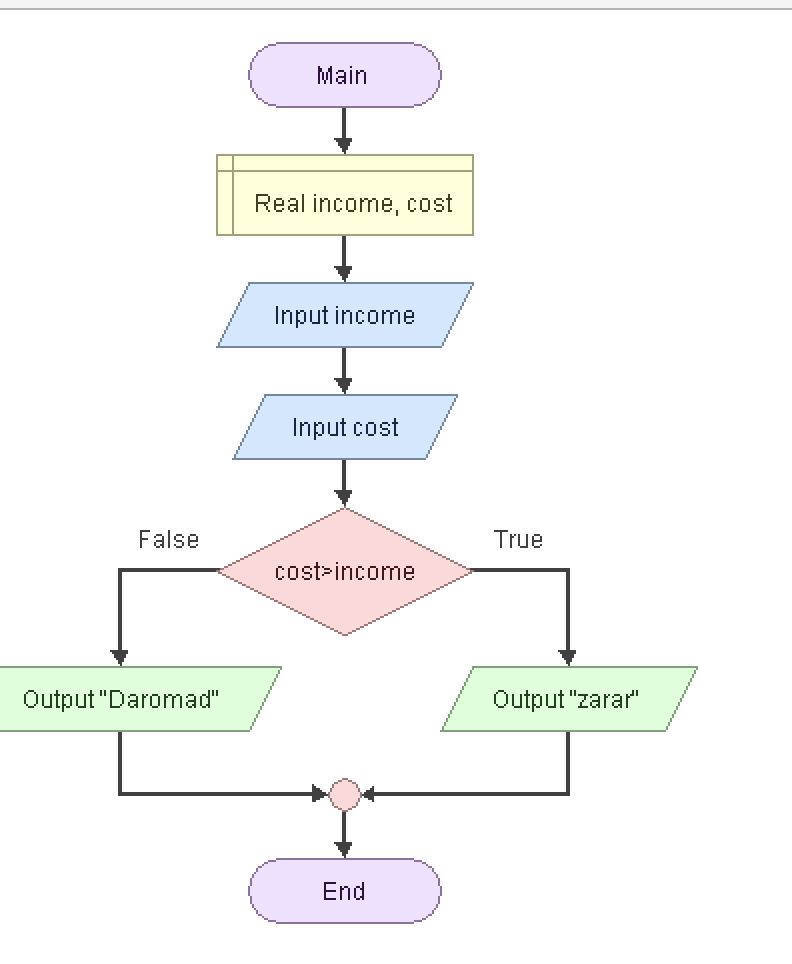 Main
Real income, cost
Input income
Input cost
False
True
cost>income
Output "Daromad"
Output "zarar"
End